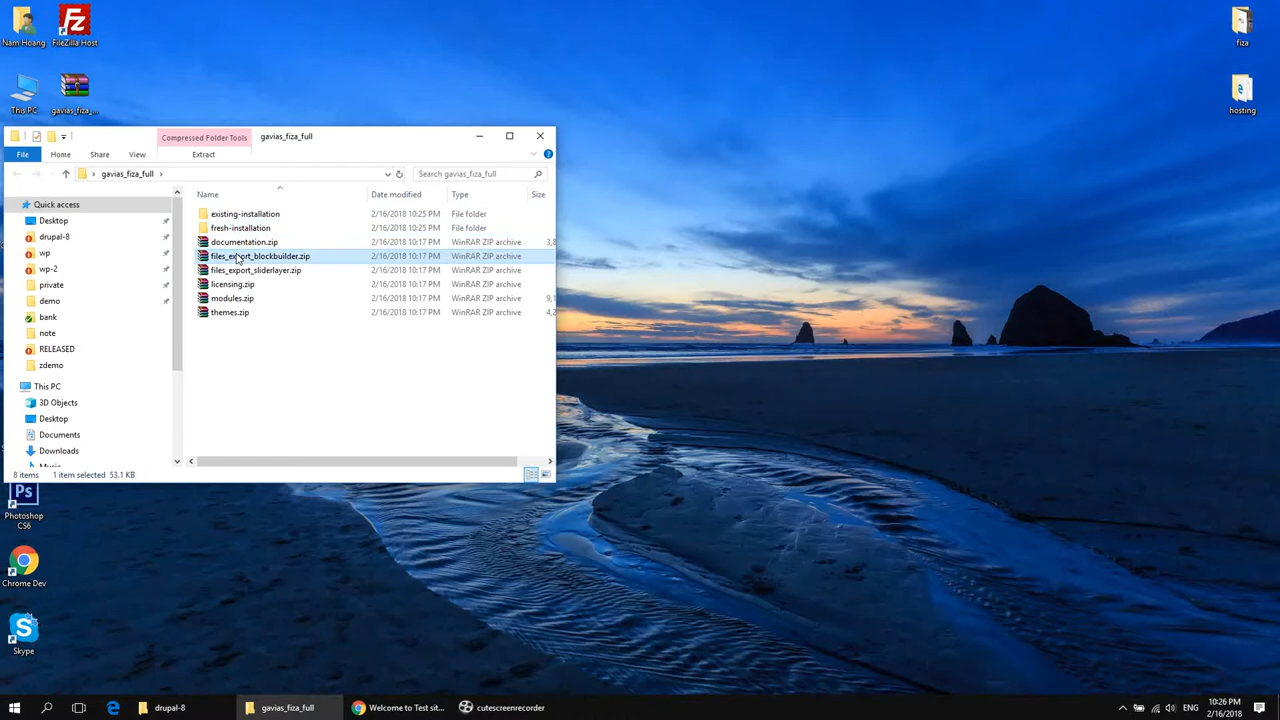 Nam Hoang
FileZilla Host
fiza
This PC
gavias_fiza_...
hosting
Compressed Folder Tools
gavias_fiza_full
File
Home
Share
View
Extract
gavias_fiza_full
Search gavias_fiza_full
Name
Date modified
Type
Size
Quick access
Desktop
drupal-8
wp
wp-2
private
demo
bank
note
RELEASED
zdemo
This PC
3D Objects
Desktop
Documents
Downloads
existing-installation 2/16/2018 10:25 PM File folder
fresh-installation 2/16/2018 10:25 PM File folder
documentation.zip 2/16/2018 10:17 PM WinRAR ZIP archive 3,8
files_export_blockbuilder.zip 2/16/2018 10:17 PM WinRAR ZIP archive
files_export_sliderlayer.zip 2/16/2018 10:17 PM WinRAR ZIP archive
licensing.zip 2/16/2018 10:17 PM WinRAR ZIP archive
modules.zip 2/16/2018 10:17 PM WinRAR ZIP archive 9,1
themes.zip 2/16/2018 10:17 PM WinRAR ZIP archive 4,2
8 items 1 item selected 53.1 KB
Ps
Photoshop
CS6
Chrome Dev
Skype
drupal-8
gavias_fiza_full
Welcome to Test sit...
cutescreenrecorder
ENG
10:26 PM
2/16/2018